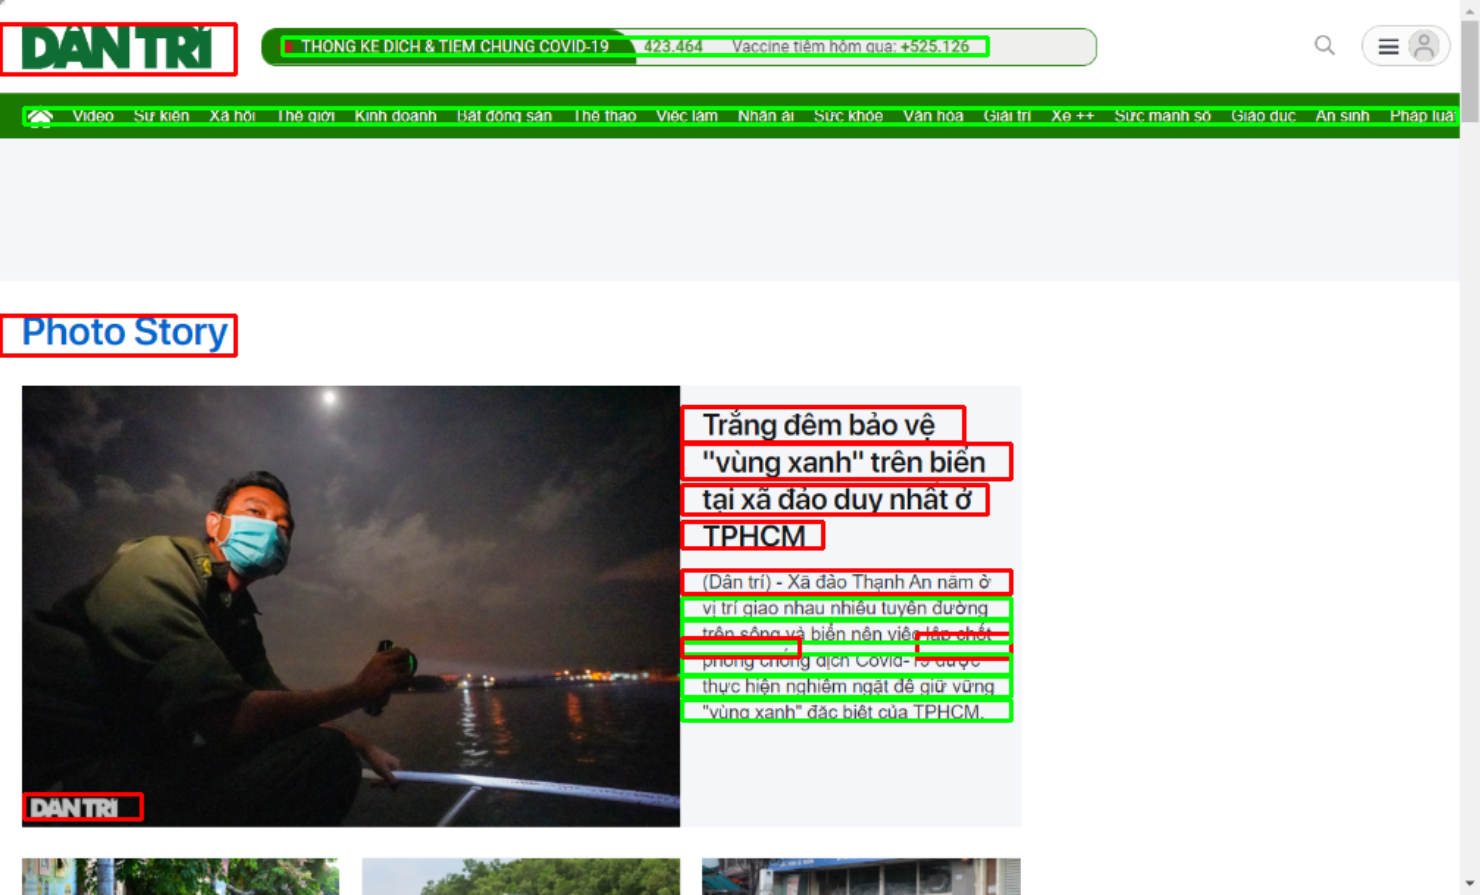 DÂN TRÍ
THỐNG KÊ DỊCH & TIÊM CHỦNG COVID-19 423.464 Vaccine tiêm hôm qua: +525.126
Video Sự kiện Xã hội Thế giới Kinh doanh Bất động sản Thể thao Việc làm Nhân ái Sức khỏe Văn hóa Giải trí Xe ++ Sức mạnh số Giáo dục An sinh Pháp luật
Photo Story
Trắng đêm bảo vệ
"vùng xanh" trên biển
tại xã đảo duy nhất ở
TPHCM
(Dân trí) - Xã đảo Thạnh An nằm ở
vị trí giao nhau nhiều tuyến đường
trên sông và biển nên việc lập chốt
phòng chống dịch Covid-19 được
thực hiện nghiêm ngặt để giữ vững
"vùng xanh" đặc biệt của TPHCM.
DÂN TRÍ